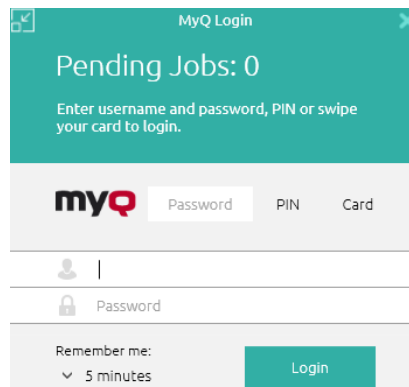 MyQ Login
Pending Jobs: 0
Enter username and password, PIN or swipe
your card to login.
myQ Password PIN Card
Password
Remember me:
5 minutes
Login